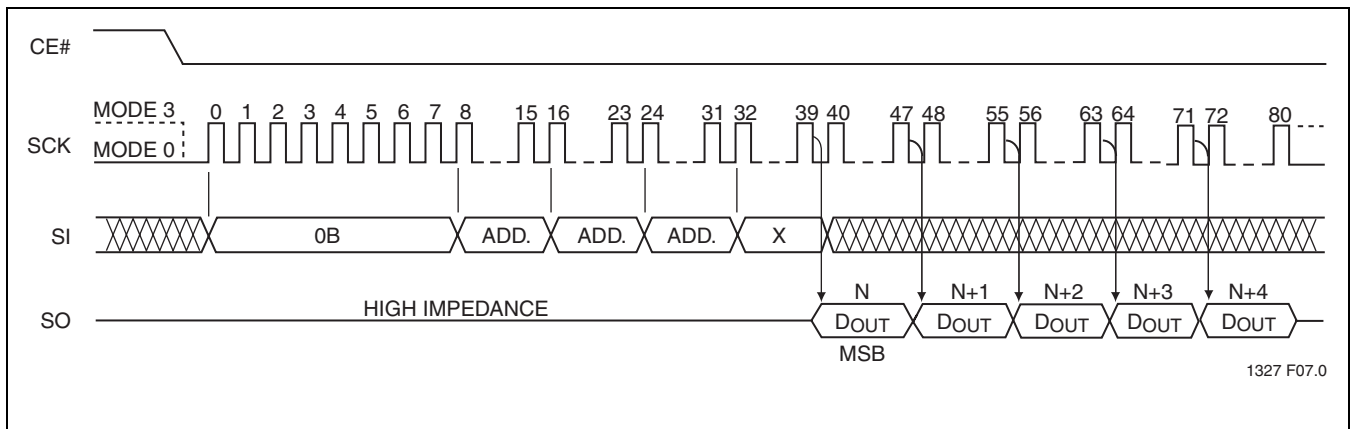 CE#
MODE 3 0 1 2 3 4 5 6 7 8 15 16 23 24 31 32 39 40 47 48 55 56 63 64 71 72 80
SCK
MODE 0
SI 0B ADD. ADD. ADD. X
N N+1 N+2 N+3 N+4
SO HIGH IMPEDANCE DOUT DOUT DOUT DOUT DOUT
MSB
1327 F07.0